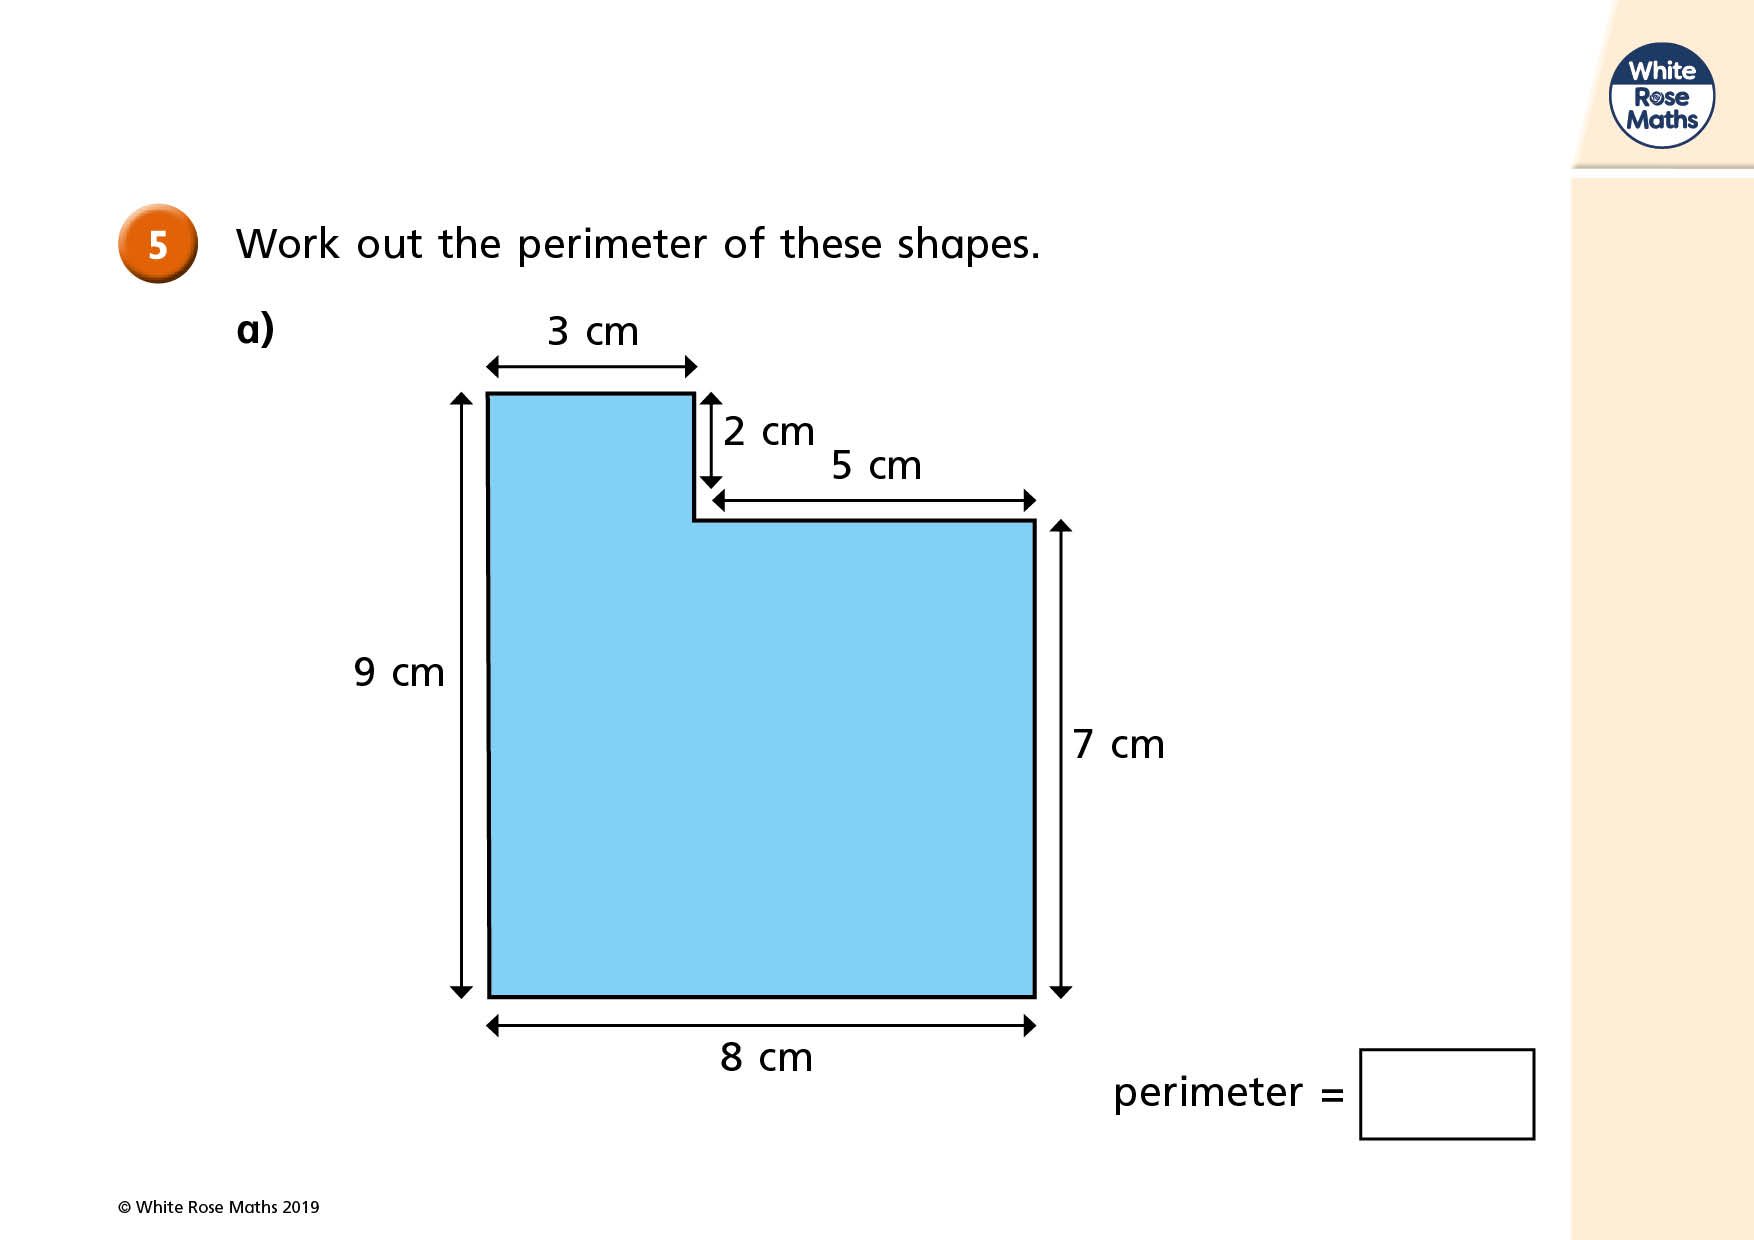 White
Rose
Maths
5 Work out the perimeter of these shapes.
a)
3 cm
2 cm
5 cm
9 cm
7 cm
8 cm
perimeter =
© White Rose Maths 2019